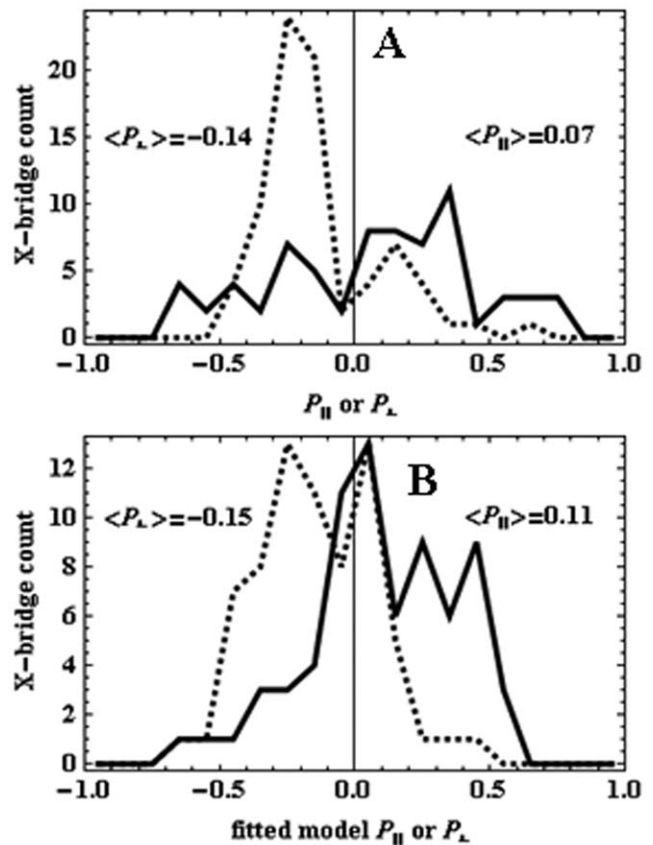 A
20
15
10
5
0
X-bridge count
<P⊥>=-0.14
<P||>=0.07
-1.0 -0.5 0.0 0.5 1.0
P|| or P⊥
B
12
10
8
6
4
2
0
X-bridge count
<P⊥>=-0.15
<P||>=0.11
-1.0 -0.5 0.0 0.5 1.0
fitted model P|| or P⊥